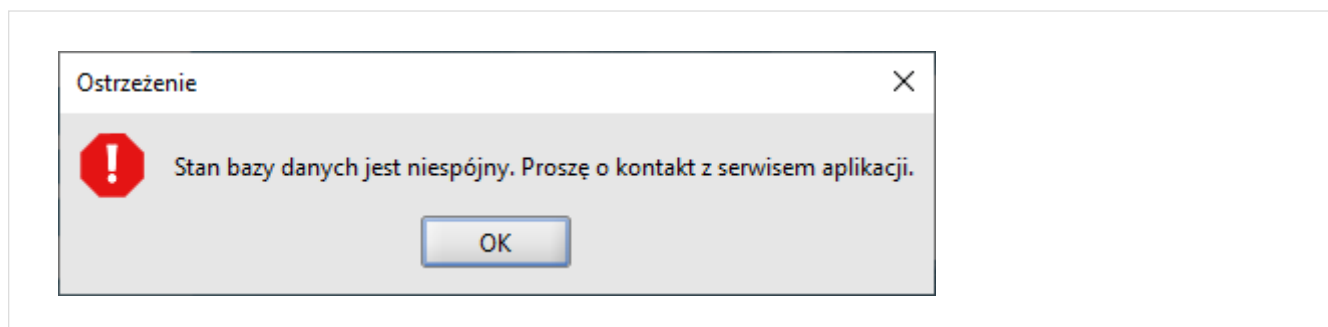 Ostrzeżenie
Stan bazy danych jest niespójny. Proszę o kontakt z serwisem aplikacji.
OK